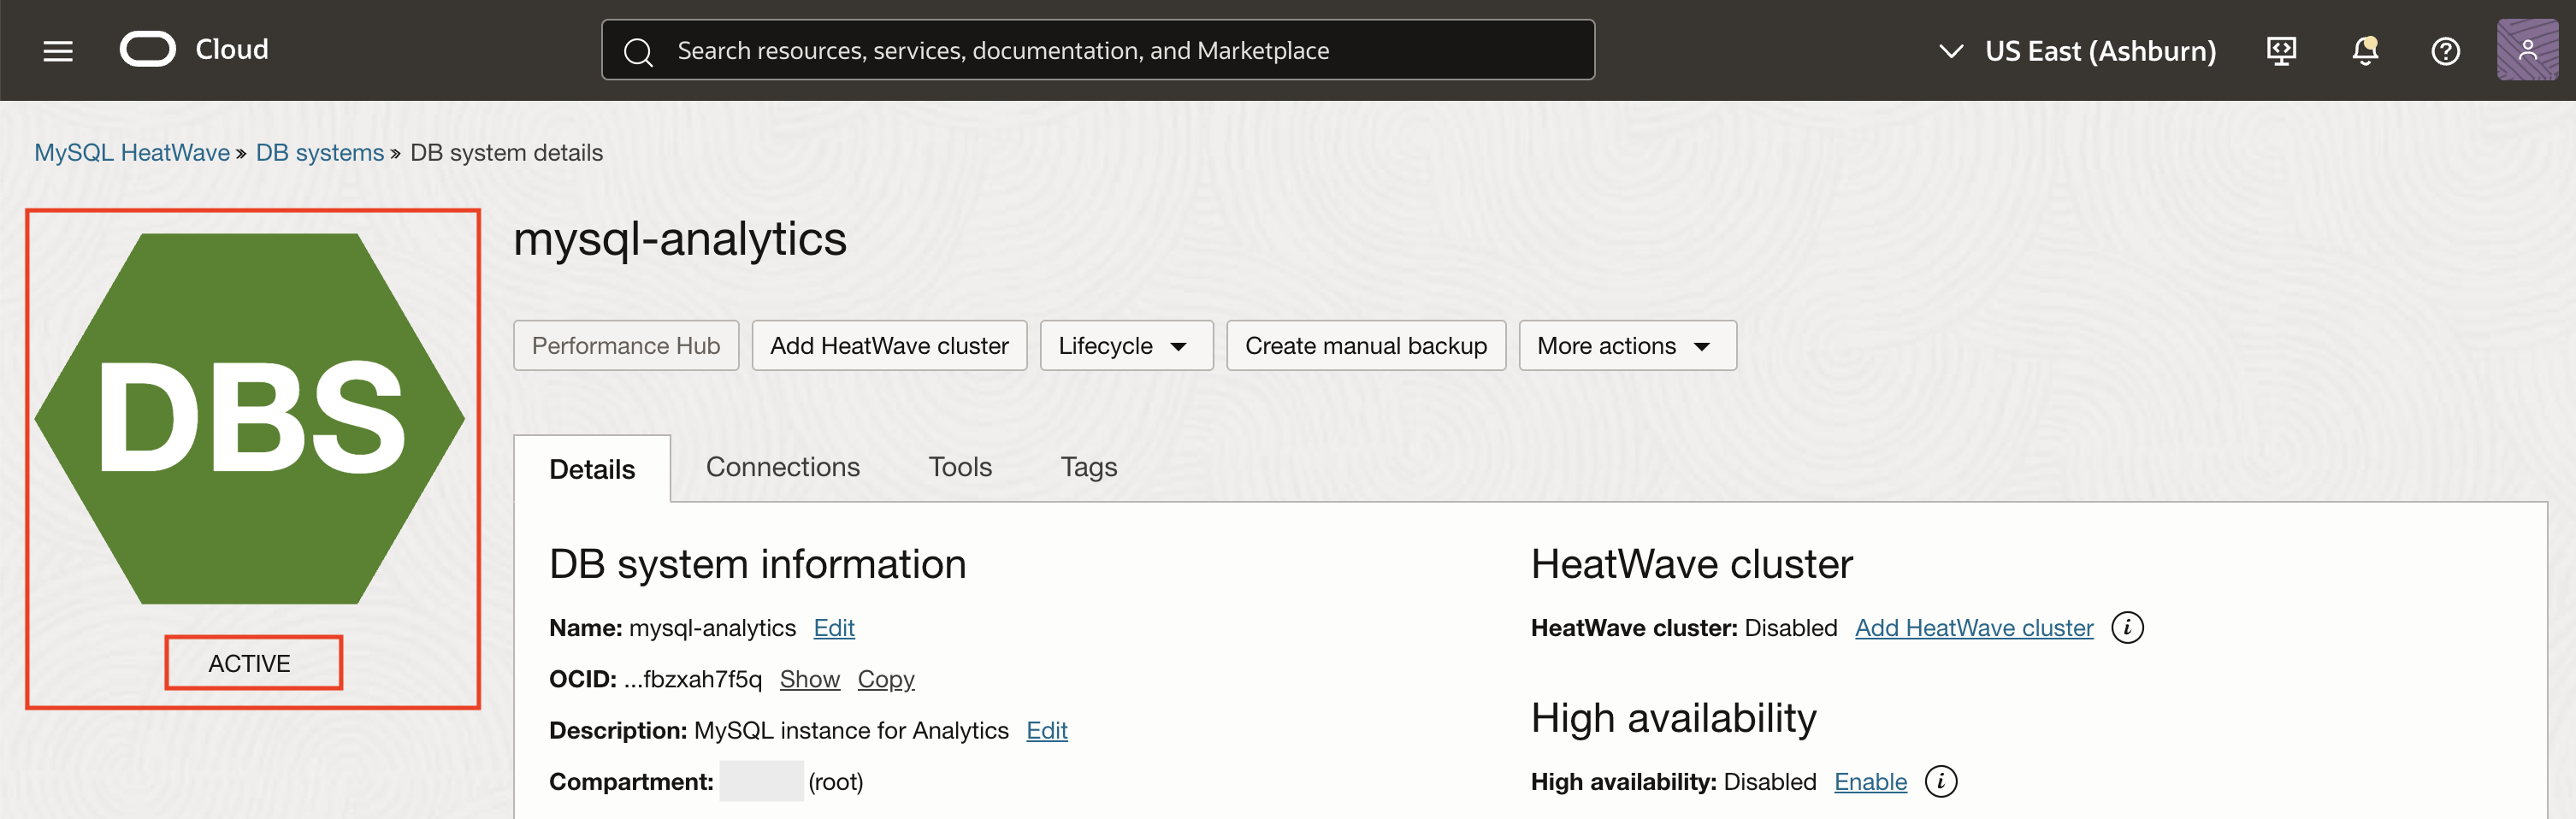 Cloud
Search resources, services, documentation, and Marketplace
US East (Ashburn)
MySQL HeatWave » DB systems » DB system details
DBS
ACTIVE
mysql-analytics
Performance Hub
Add HeatWave cluster
Lifecycle
Create manual backup
More actions
Details
Connections
Tools
Tags
DB system information
Name: mysql-analytics Edit
OCID: ...fbzxah7f5q Show Copy
Description: MySQL instance for Analytics Edit
Compartment: (root)
HeatWave cluster
HeatWave cluster: Disabled Add HeatWave cluster i
High availability
High availability: Disabled Enable i